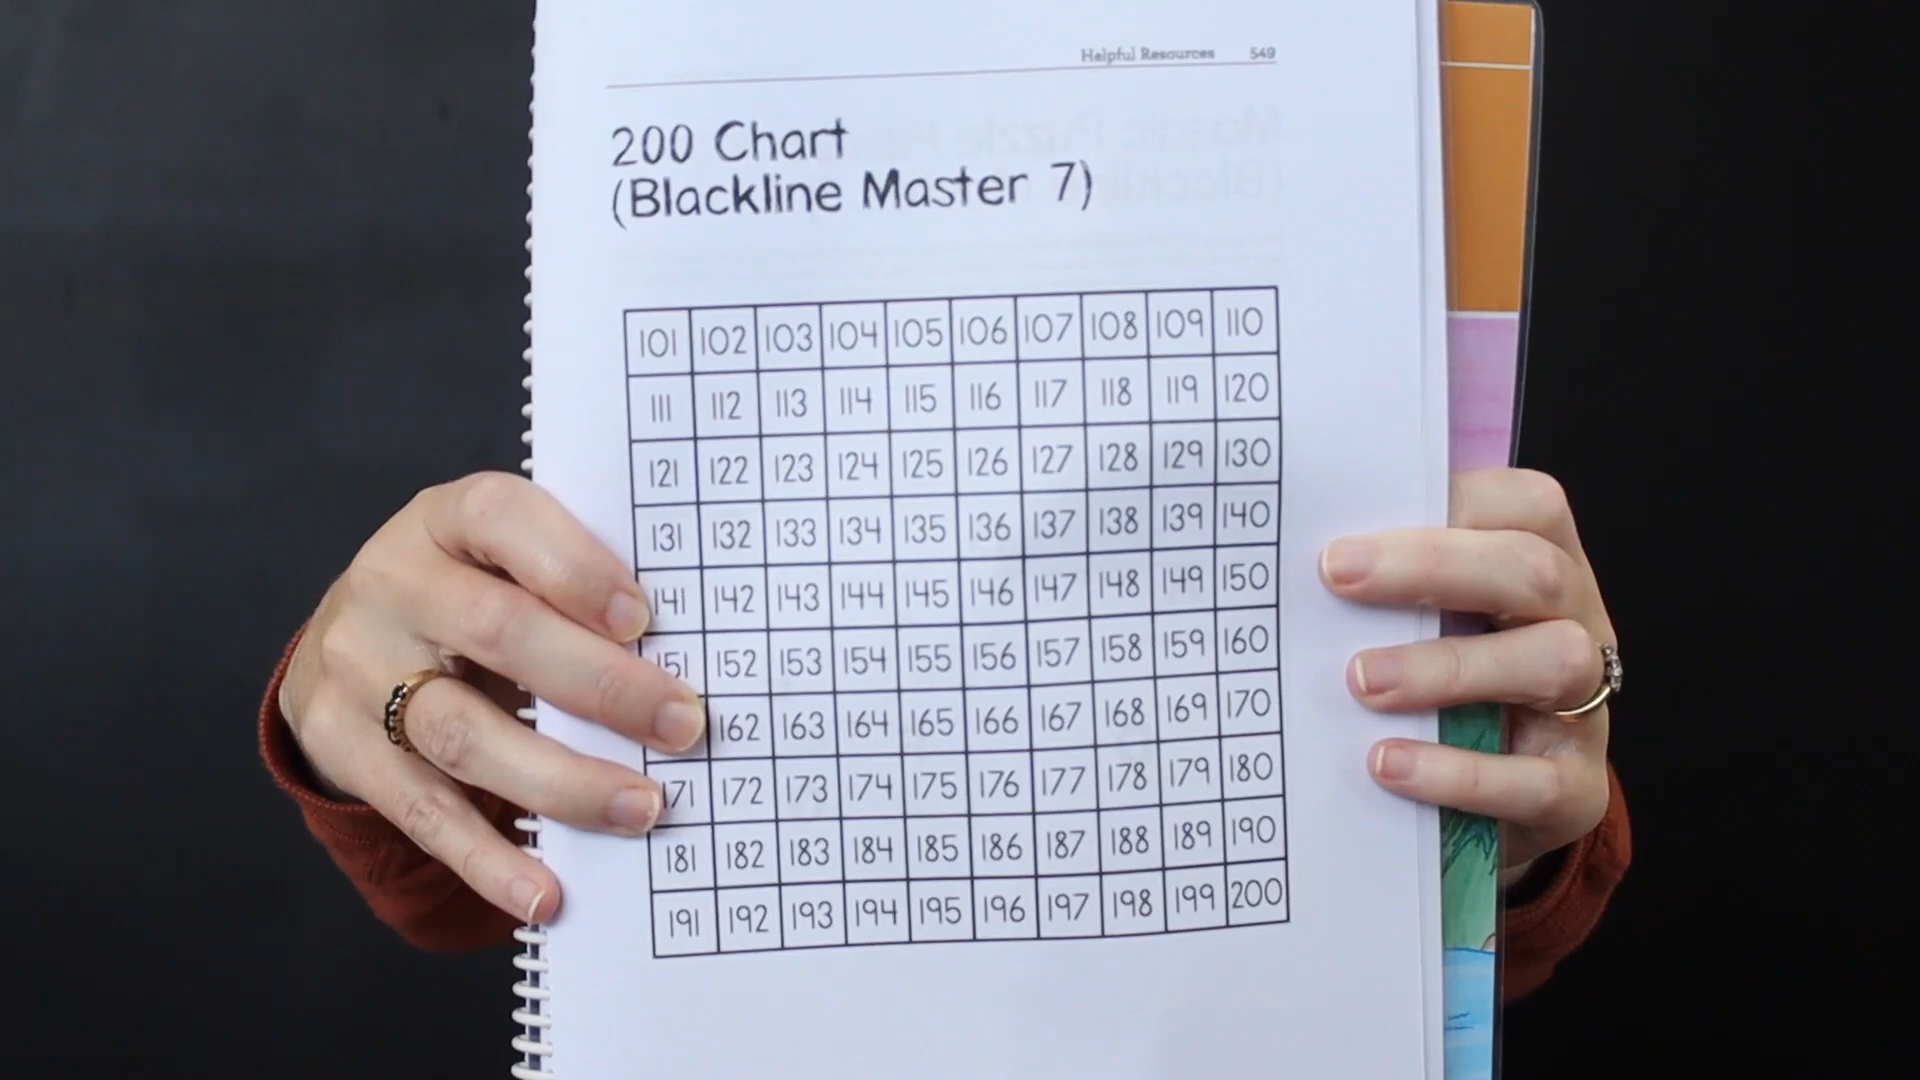 Helpful Resources 549
200 Chart
(Blackline Master 7)
101 102 103 104 105 106 107 108 109 110
111 112 113 114 115 116 117 118 119 120
121 122 123 124 125 126 127 128 129 130
131 132 133 134 135 136 137 138 139 140
141 142 143 144 145 146 147 148 149 150
151 152 153 154 155 156 157 158 159 160
162 163 164 165 166 167 168 169 170
171 172 173 174 175 176 177 178 179 180
181 182 183 184 185 186 187 188 189 190
191 192 193 194 195 196 197 198 199 200